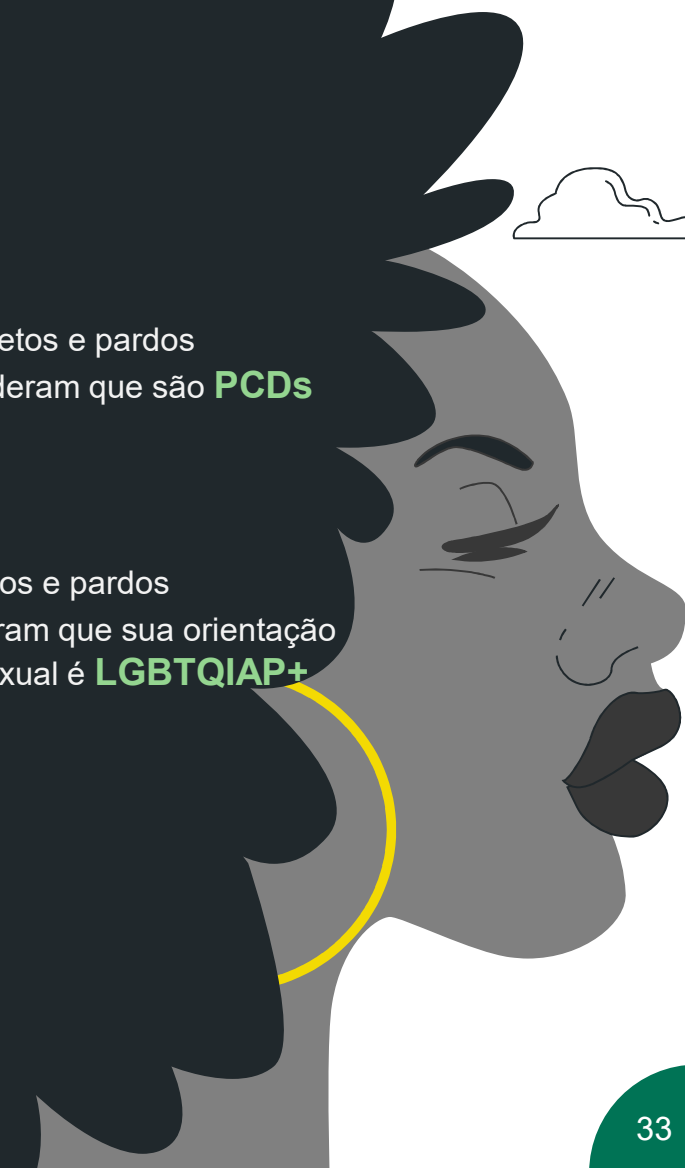 etos e pardos
deram que são PCDs
os e pardos
ram que sua orientação
xual é LGBTQIAP+
33